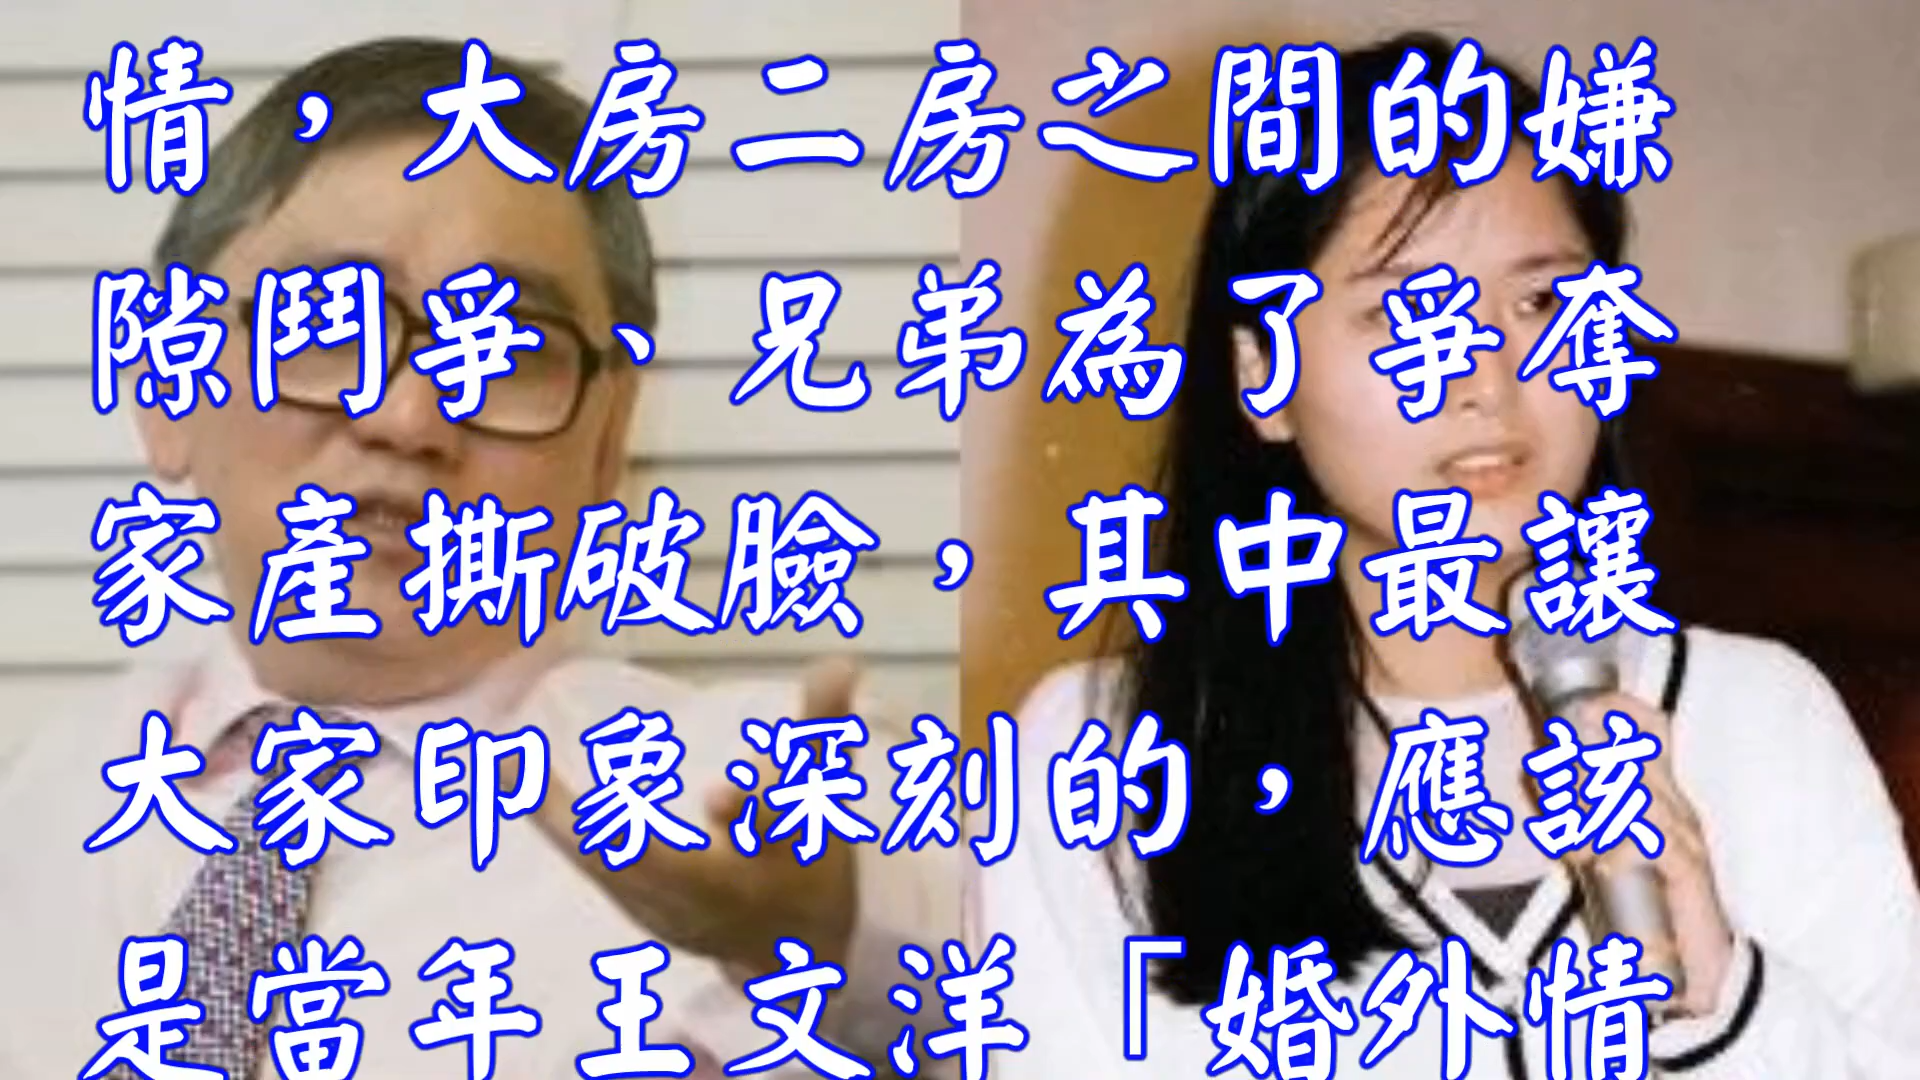 情，大房二房之間的嫌
隙鬥爭、兄弟為了爭奪
家產撕破臉，其中最讓
大家印象深刻的，應該
是當年王文洋「婚外情